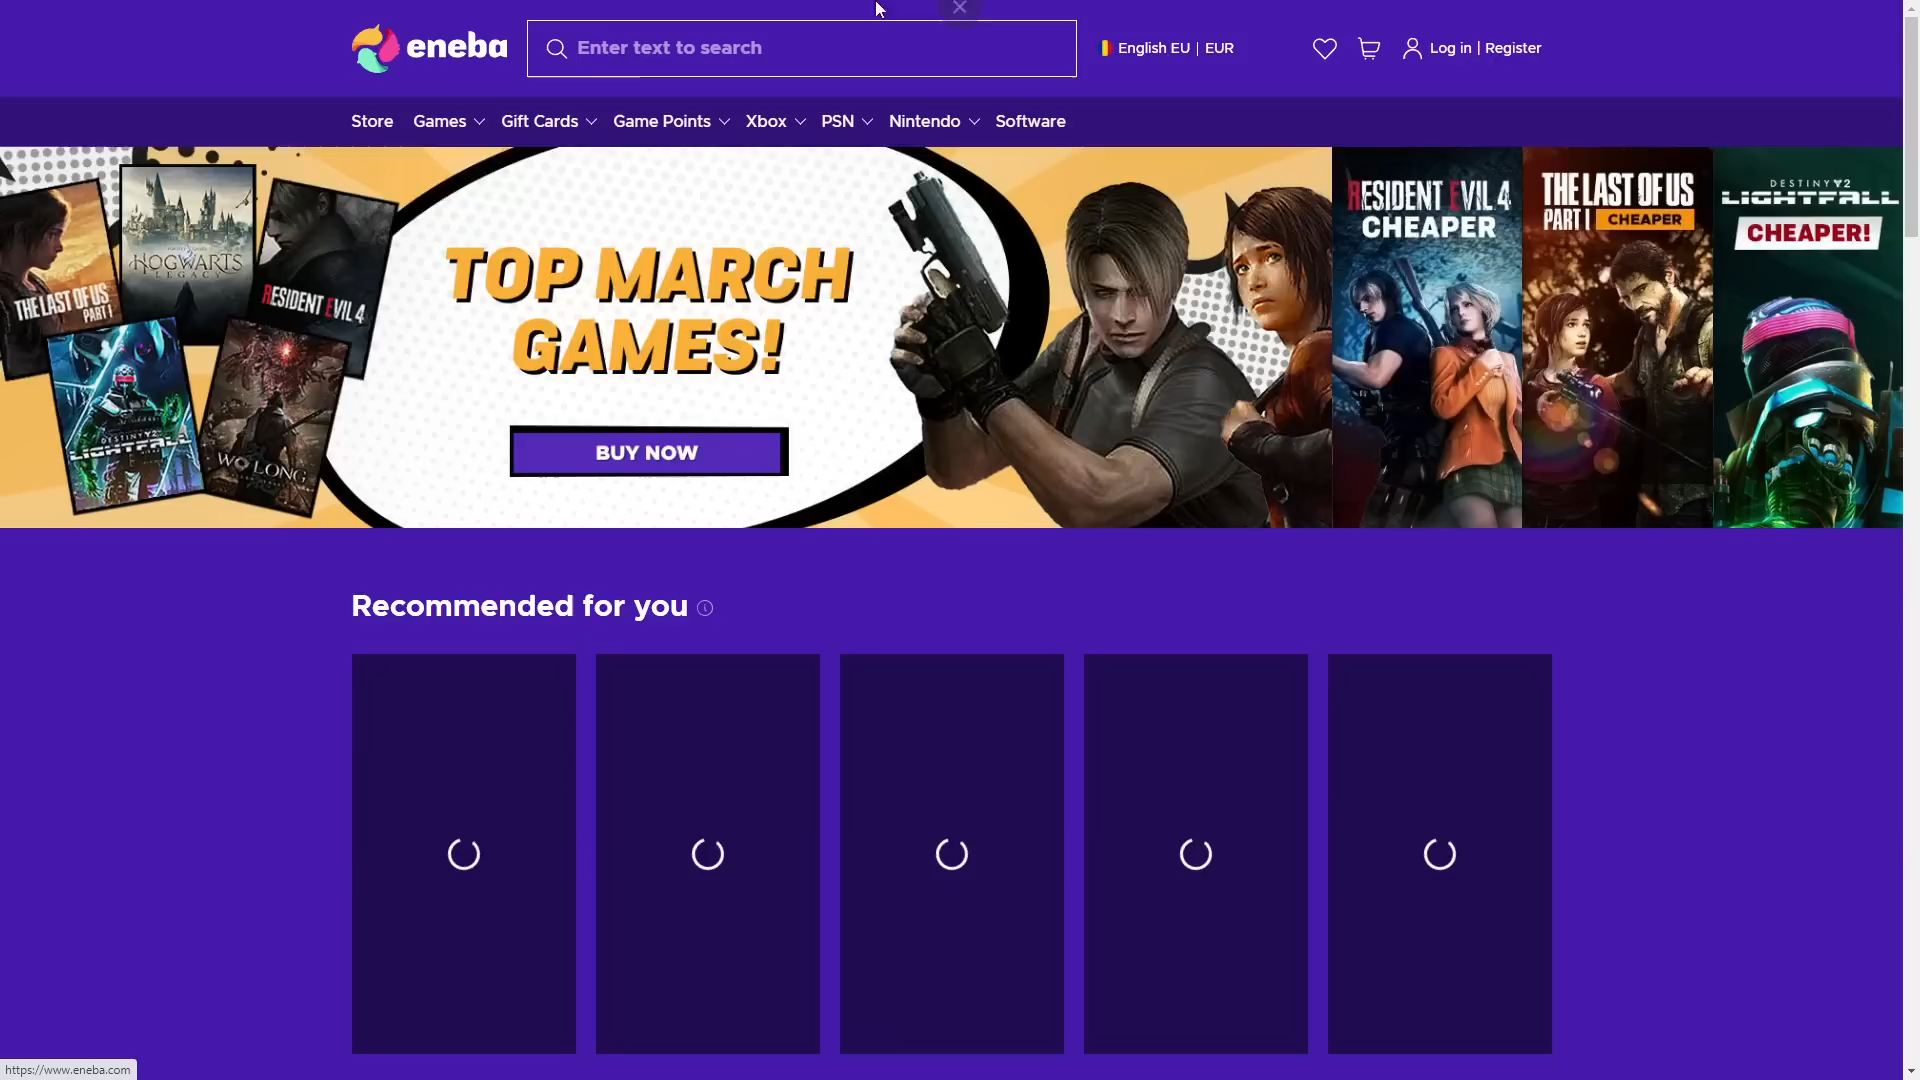 eneba
Enter text to search
English EU | EUR
Log in | Register
Store
Games
Gift Cards
Game Points
Xbox
PSN
Nintendo
Software
THE LAST OF US
PART I
HOGWARTS
LEGACY
RESIDENT EVIL 4
DESTINY 2
LIGHTFALL
WO LONG
TOP MARCH
GAMES!
BUY NOW
RESIDENT EVIL 4
CHEAPER
THE LAST OF US
PART I CHEAPER
DESTINY 2
LIGHTFALL
CHEAPER!
Recommended for you
https://www.eneba.com